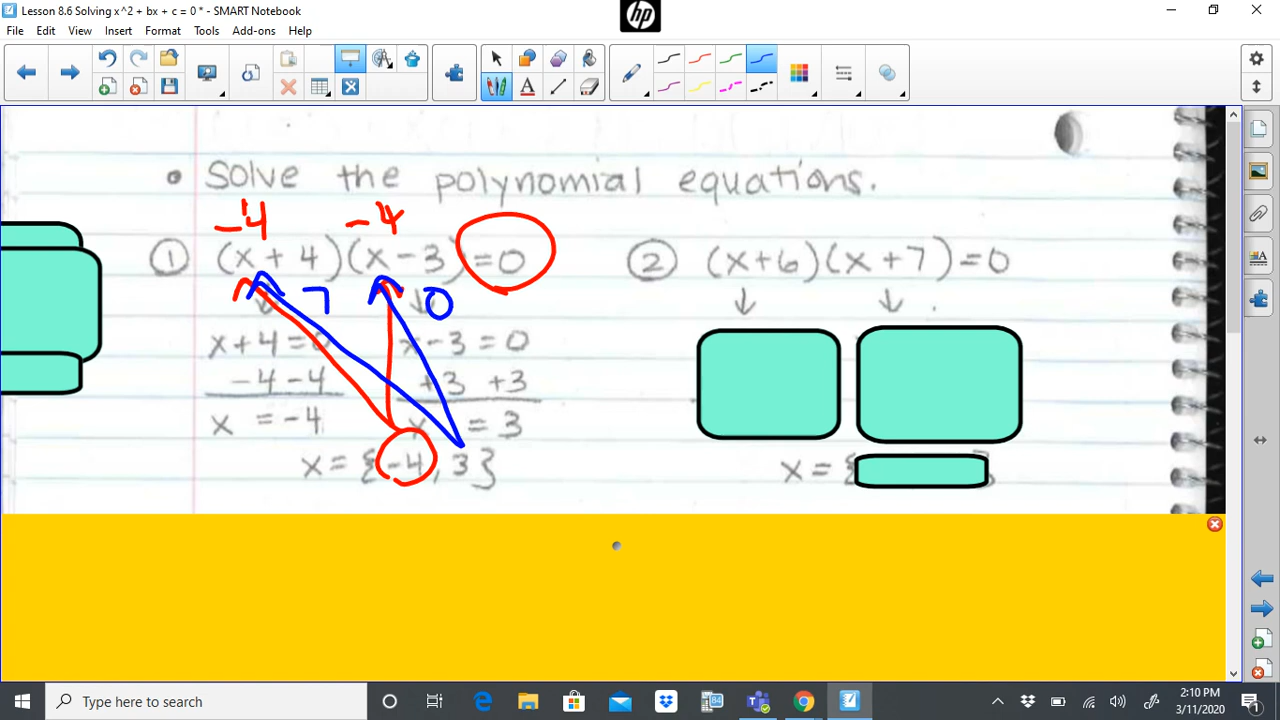 Lesson 8.6 Solving x^2 + bx + c = 0 * - SMART Notebook
hp
File Edit View Insert Format Tools Add-ons Help
• Solve the polynomial equations.
-4 -4
① (x + 4)(x - 3) = 0
② (x+6)(x+7)=0
↓ 7 ↓ 0
↓ ↓
x+4=0 x-3=0
-4 -4 +3 +3
x = -4 x = 3
x = {-4, 3}
x = {
Type here to search
2:10 PM
3/11/2020
1